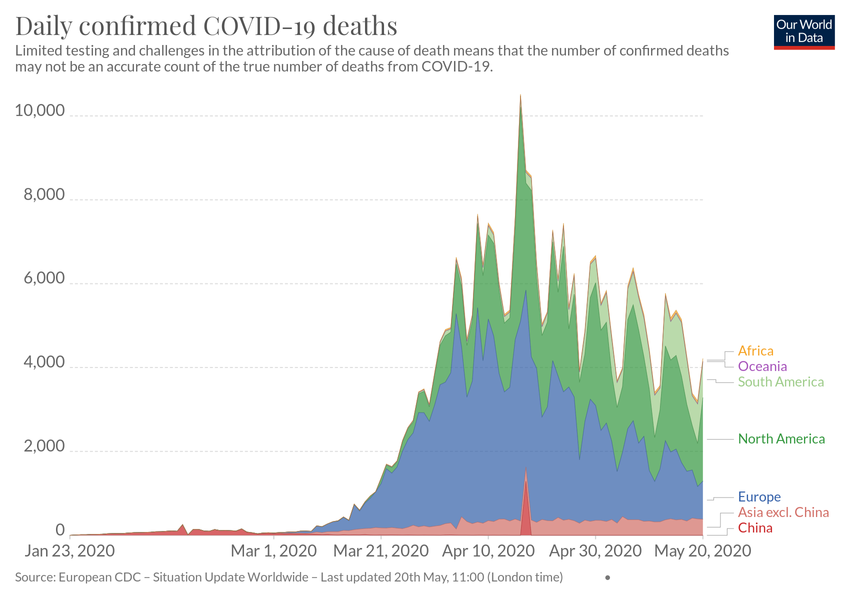 Daily confirmed COVID-19 deaths
Our World
in Data
Limited testing and challenges in the attribution of the cause of death means that the number of confirmed deaths
may not be an accurate count of the true number of deaths from COVID-19.
10,000
8,000
6,000
4,000
2,000
0
Africa
Oceania
South America
North America
Europe
Asia excl. China
China
Jan 23, 2020 Mar 1, 2020 Mar 21, 2020 Apr 10, 2020 Apr 30, 2020 May 20, 2020
Source: European CDC – Situation Update Worldwide – Last updated 20th May, 11:00 (London time) •